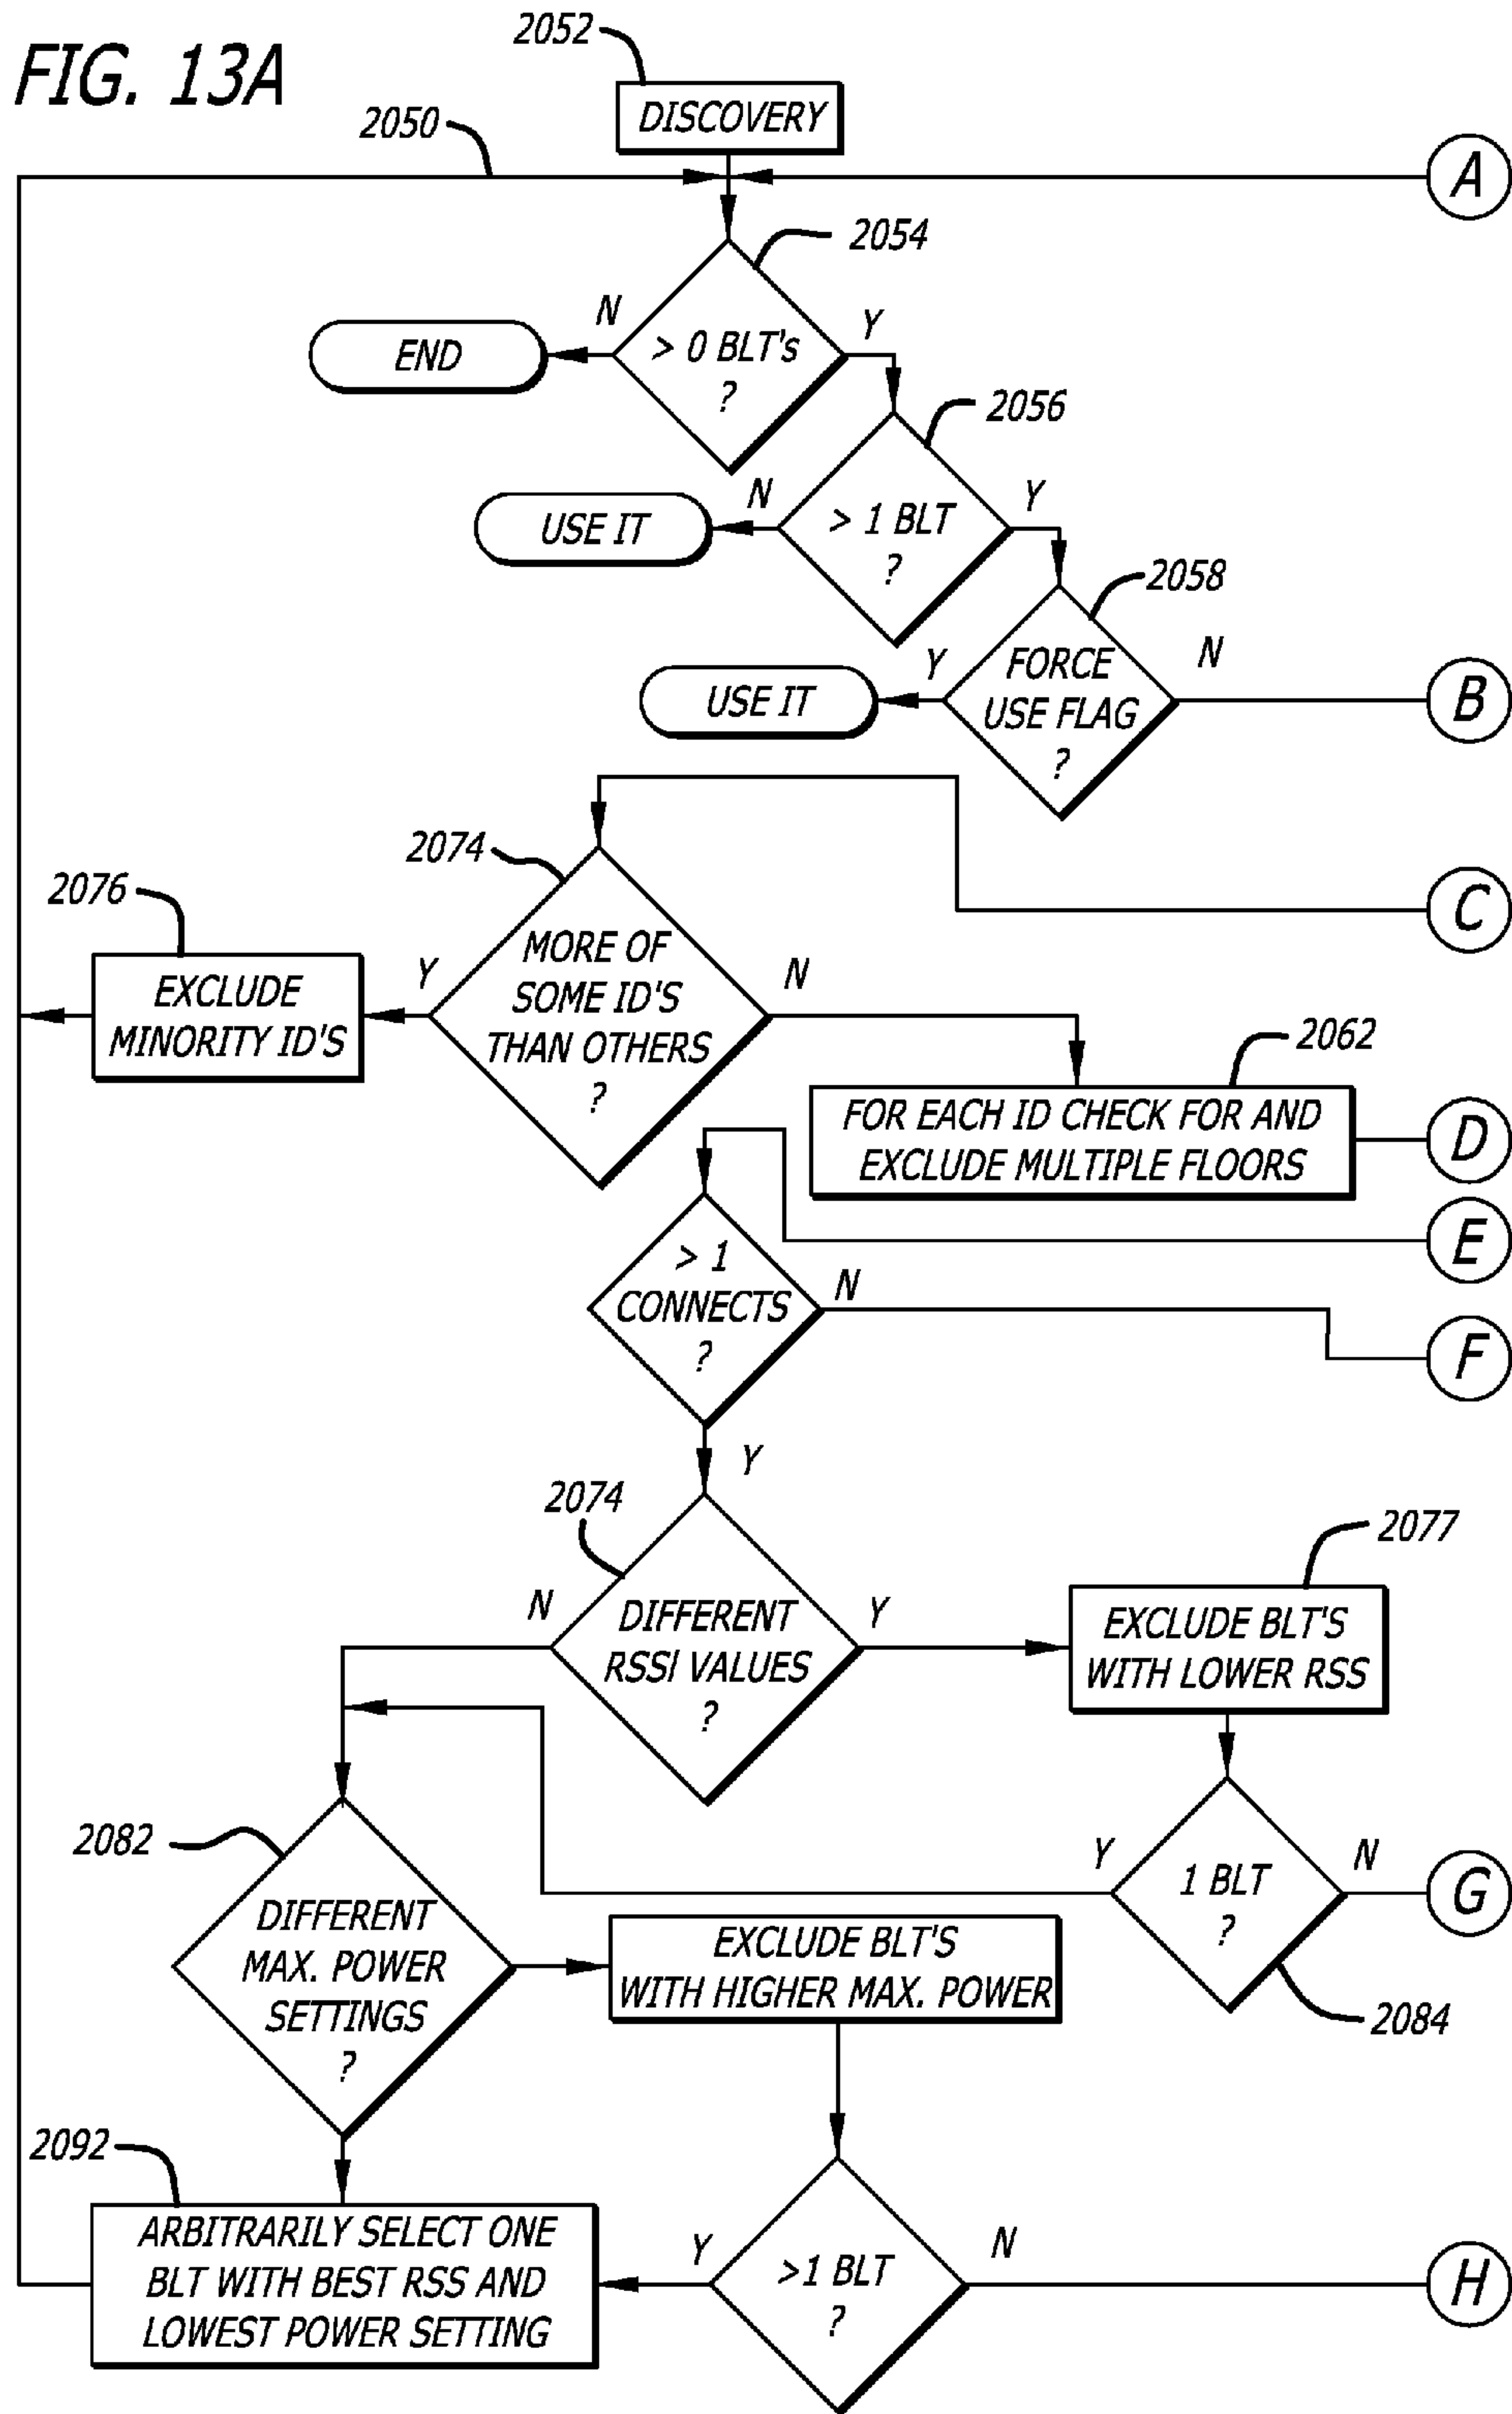 FIG. 13A
2052
DISCOVERY
2050
A
2054
N
Y
> 0 BLT's
?
END
2056
N
Y
> 1 BLT
?
USE IT
2058
Y
N
FORCE
USE FLAG
?
USE IT
B
2074
C
2076
MORE OF
SOME ID'S
THAN OTHERS
?
Y
N
EXCLUDE
MINORITY ID'S
2062
FOR EACH ID CHECK FOR AND
EXCLUDE MULTIPLE FLOORS
D
E
> 1
CONNECTS
?
N
F
Y
2074
2077
N
DIFFERENT
RSSI VALUES
?
Y
EXCLUDE BLT'S
WITH LOWER RSS
2082
Y
1 BLT
?
N
G
DIFFERENT
MAX. POWER
SETTINGS
?
EXCLUDE BLT'S
WITH HIGHER MAX. POWER
2084
2092
ARBITRARILY SELECT ONE
BLT WITH BEST RSS AND
LOWEST POWER SETTING
Y
>1 BLT
?
N
H